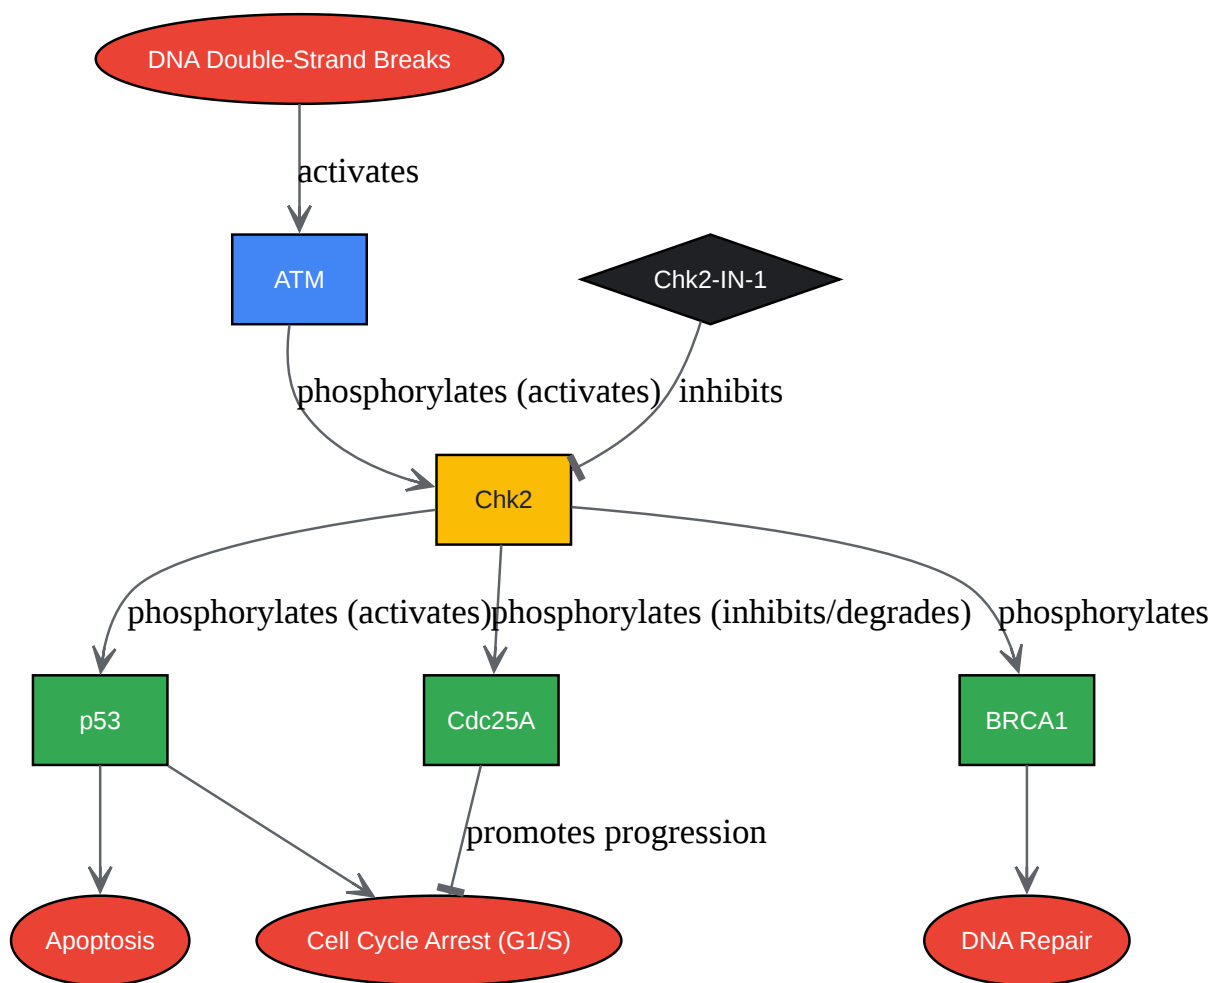 DNA Double-Strand Breaks
activates
ATM
Chk2-IN-1
phosphorylates (activates)
inhibits
Chk2
phosphorylates (activates)
phosphorylates (inhibits/degrades)
phosphorylates
p53
Cdc25A
BRCA1
promotes progression
Apoptosis
Cell Cycle Arrest (G1/S)
DNA Repair